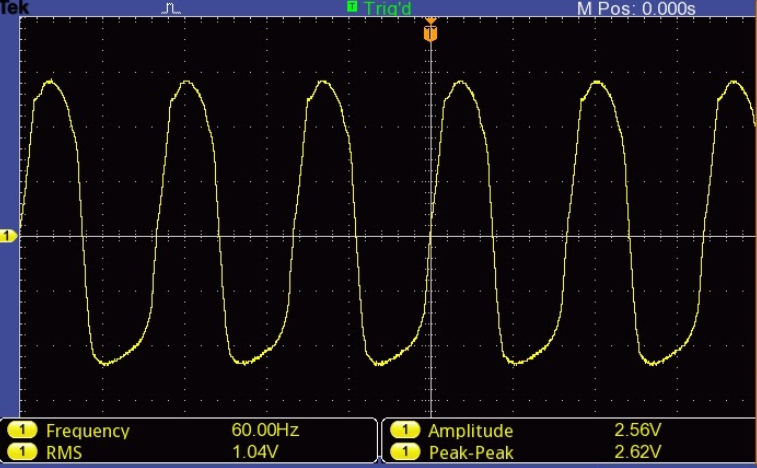 Tek T Trig'd M Pos: 0.000s
T
1
1 Frequency 60.00Hz 1 Amplitude 2.56V
1 RMS 1.04V 1 Peak-Peak 2.62V